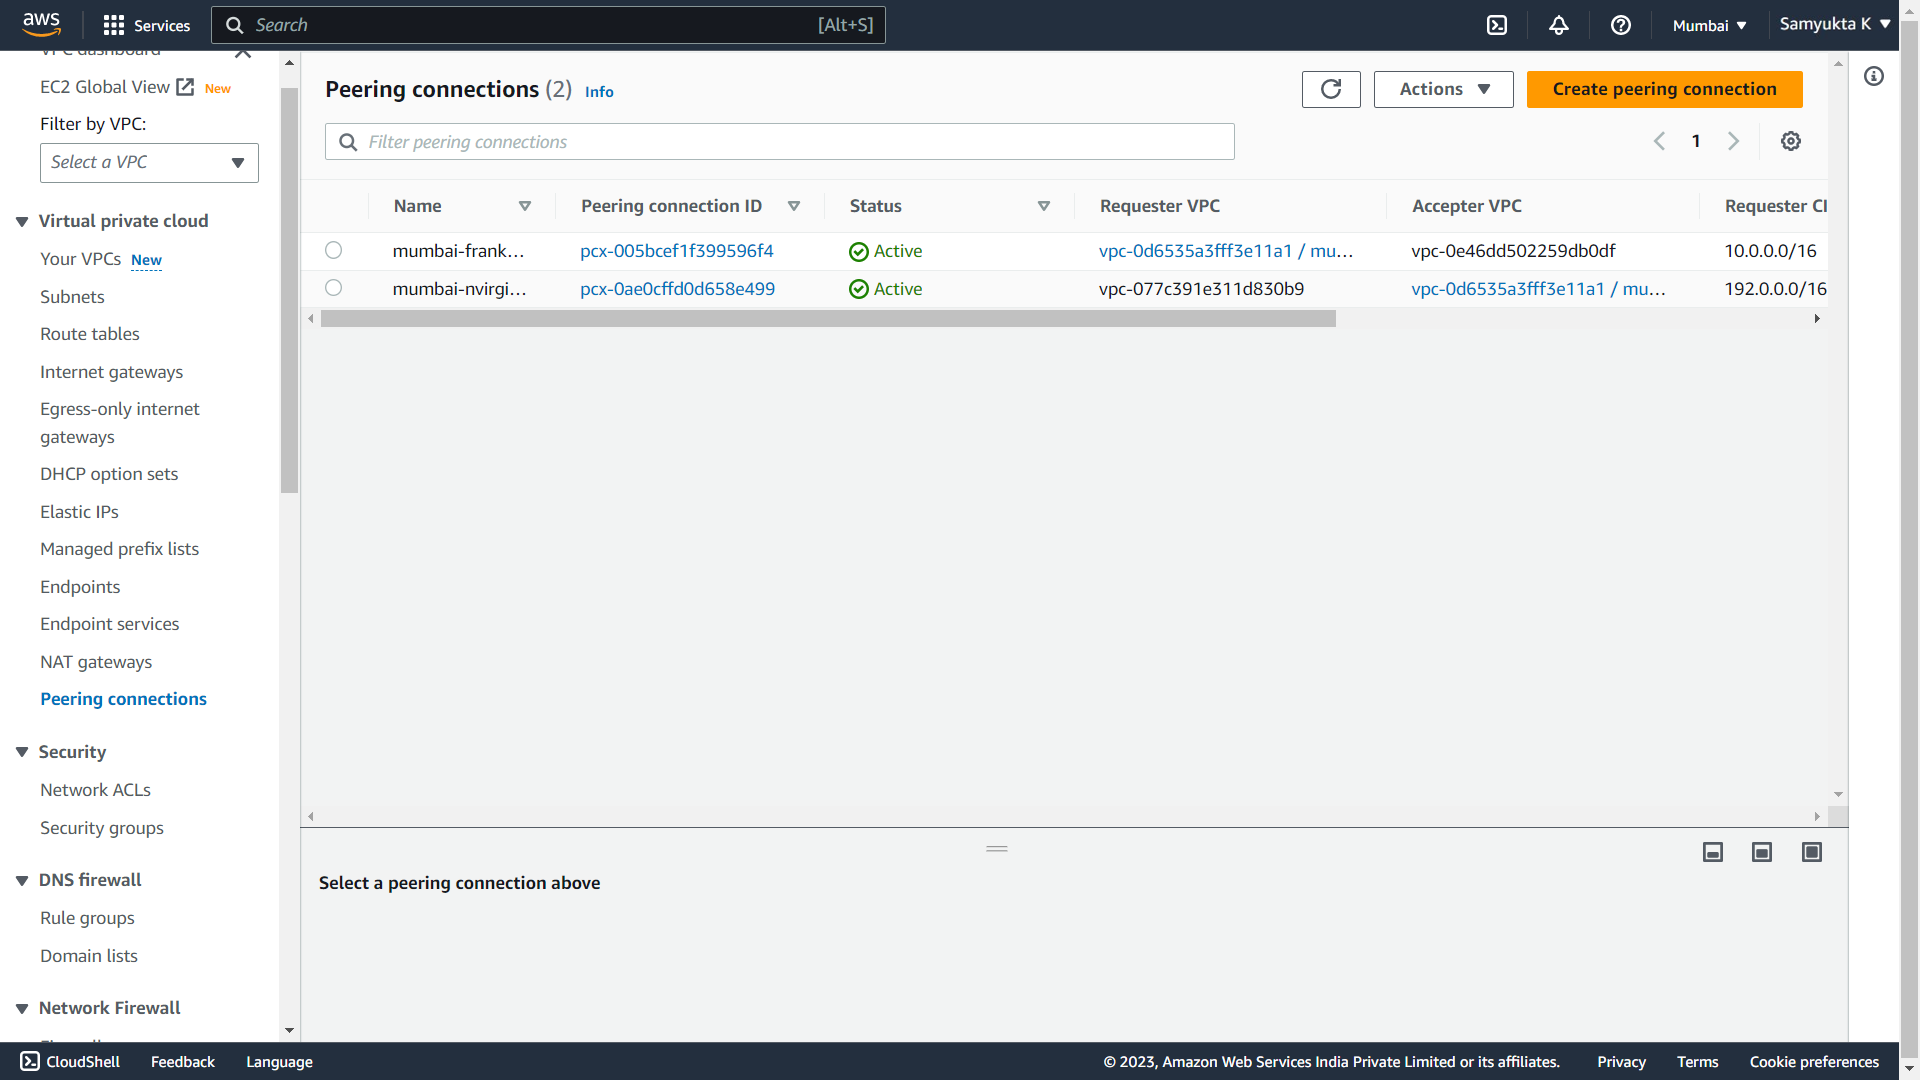 aws
Services
Search
[Alt+S]
Mumbai
Samyukta K
VPC dashboard
EC2 Global View
New
Filter by VPC:
Select a VPC
Virtual private cloud
Your VPCs New
Subnets
Route tables
Internet gateways
Egress-only internet
gateways
DHCP option sets
Elastic IPs
Managed prefix lists
Endpoints
Endpoint services
NAT gateways
Peering connections
Security
Network ACLs
Security groups
DNS firewall
Rule groups
Domain lists
Network Firewall
Peering connections (2) Info
Actions
Create peering connection
Filter peering connections
1
Name Peering connection ID Status Requester VPC Accepter VPC Requester CI
mumbai-frank... pcx-005bcef1f399596f4 Active vpc-0d6535a3fff3e11a1 / mu... vpc-0e46dd502259db0df 10.0.0.0/16
mumbai-nvirgi... pcx-0ae0cffd0d658e499 Active vpc-077c391e311d830b9 vpc-0d6535a3fff3e11a1 / mu... 192.0.0.0/16
Select a peering connection above
CloudShell Feedback Language
© 2023, Amazon Web Services India Private Limited or its affiliates. Privacy Terms Cookie preferences